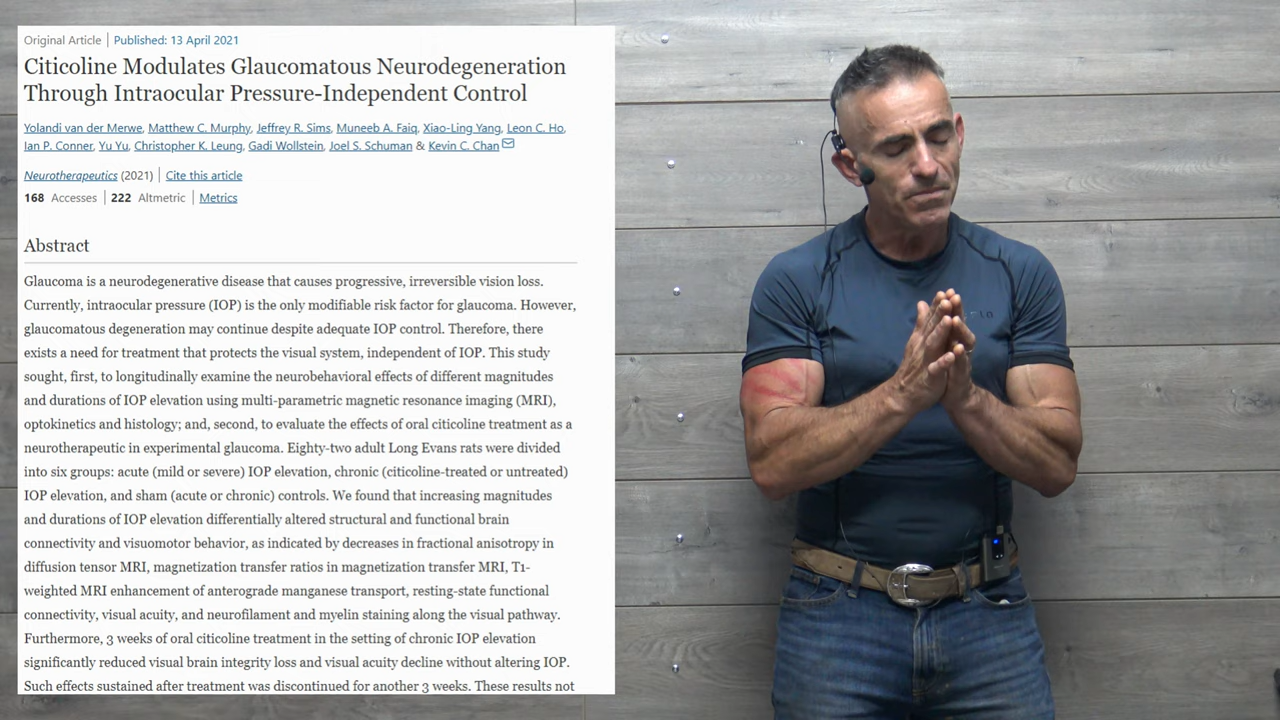 Original Article | Published: 13 April 2021
Citicoline Modulates Glaucomatous Neurodegeneration
Through Intraocular Pressure-Independent Control
Yolandi van der Merwe, Matthew C. Murphy, Jeffrey R. Sims, Muneeb A. Faiq, Xiao-Ling Yang, Leon C. Ho,
Ian P. Conner, Yu Yu, Christopher K. Leung, Gadi Wollstein, Joel S. Schuman & Kevin C. Chan
Neurotherapeutics (2021) | Cite this article
168 Accesses | 222 Altmetric | Metrics
Abstract
Glaucoma is a neurodegenerative disease that causes progressive, irreversible vision loss.
Currently, intraocular pressure (IOP) is the only modifiable risk factor for glaucoma. However,
glaucomatous degeneration may continue despite adequate IOP control. Therefore, there
exists a need for treatment that protects the visual system, independent of IOP. This study
sought, first, to longitudinally examine the neurobehavioral effects of different magnitudes
and durations of IOP elevation using multi-parametric magnetic resonance imaging (MRI),
optokinetics and histology; and, second, to evaluate the effects of oral citicoline treatment as a
neurotherapeutic in experimental glaucoma. Eighty-two adult Long Evans rats were divided
into six groups: acute (mild or severe) IOP elevation, chronic (citicoline-treated or untreated)
IOP elevation, and sham (acute or chronic) controls. We found that increasing magnitudes
and durations of IOP elevation differentially altered structural and functional brain
connectivity and visuomotor behavior, as indicated by decreases in fractional anisotropy in
diffusion tensor MRI, magnetization transfer ratios in magnetization transfer MRI, T1-
weighted MRI enhancement of anterograde manganese transport, resting-state functional
connectivity, visual acuity, and neurofilament and myelin staining along the visual pathway.
Furthermore, 3 weeks of oral citicoline treatment in the setting of chronic IOP elevation
significantly reduced visual brain integrity loss and visual acuity decline without altering IOP.
Such effects sustained after treatment was discontinued for another 3 weeks. These results not